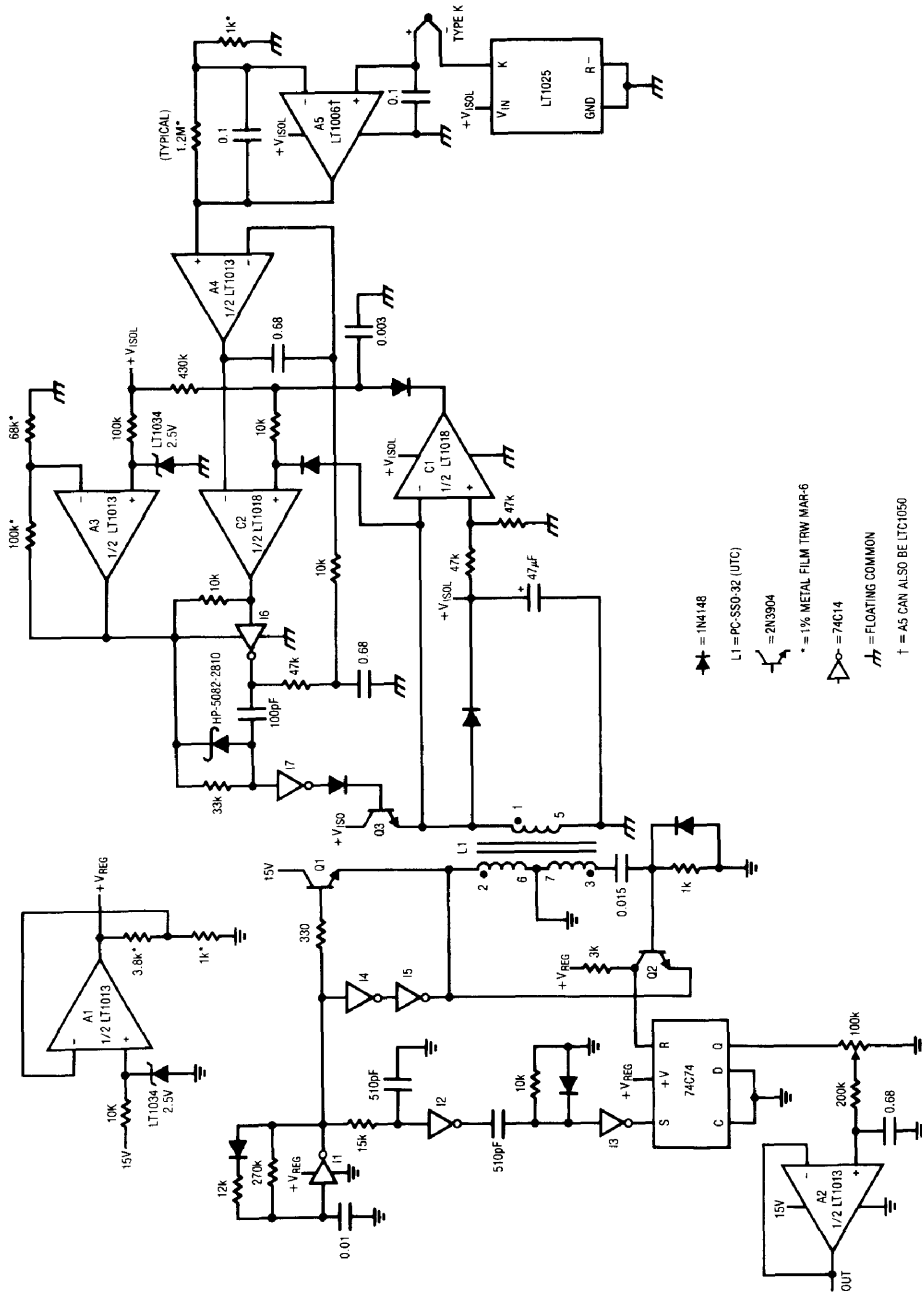 1k*
(TYPICAL)
1.2M*
0.1
−
+
A5
LT1006†
+VISOL
0.1
+
−
TYPE K
+VISOL
VIN
K
LT1025
GND
R−
+
−
A4
1/2 LT1013
0.68
0.003
68k*
+VISOL
430k
100k
LT1034
2.5V
10k
100k*
−
+
A3
1/2 LT1013
−
+
C2
1/2 LT1018
+VISOL
C1
1/2 LT1018
−
+
47k
47k
10k
10k
I6
+VISOL
+
47µF
HP-5082-2810
47k
0.68
100pF
33k
I7
+VISO
Q3
1
5
L1
+VREG
A1
1/2 LT1013
−
+
3.8k*
1k*
10K
15V
LT1034
2.5V
15V
Q1
330
2
6
7
3
0.015
1k
I4
I5
+VREG
3k
Q2
12k
270k
+VREG
I1
0.01
15k
510pF
I2
510pF
10k
I3
+VREG
S
+V
R
74C74
C
D
Q
100k
200k
0.68
15V
−
+
A2
1/2 LT1013
OUT
= 1N4148
L1 = PC-SSO-32 (UTC)
= 2N3904
* = 1% METAL FILM TRW MAR-6
= 74C14
= FLOATING COMMON
† = A5 CAN ALSO BE LTC1050